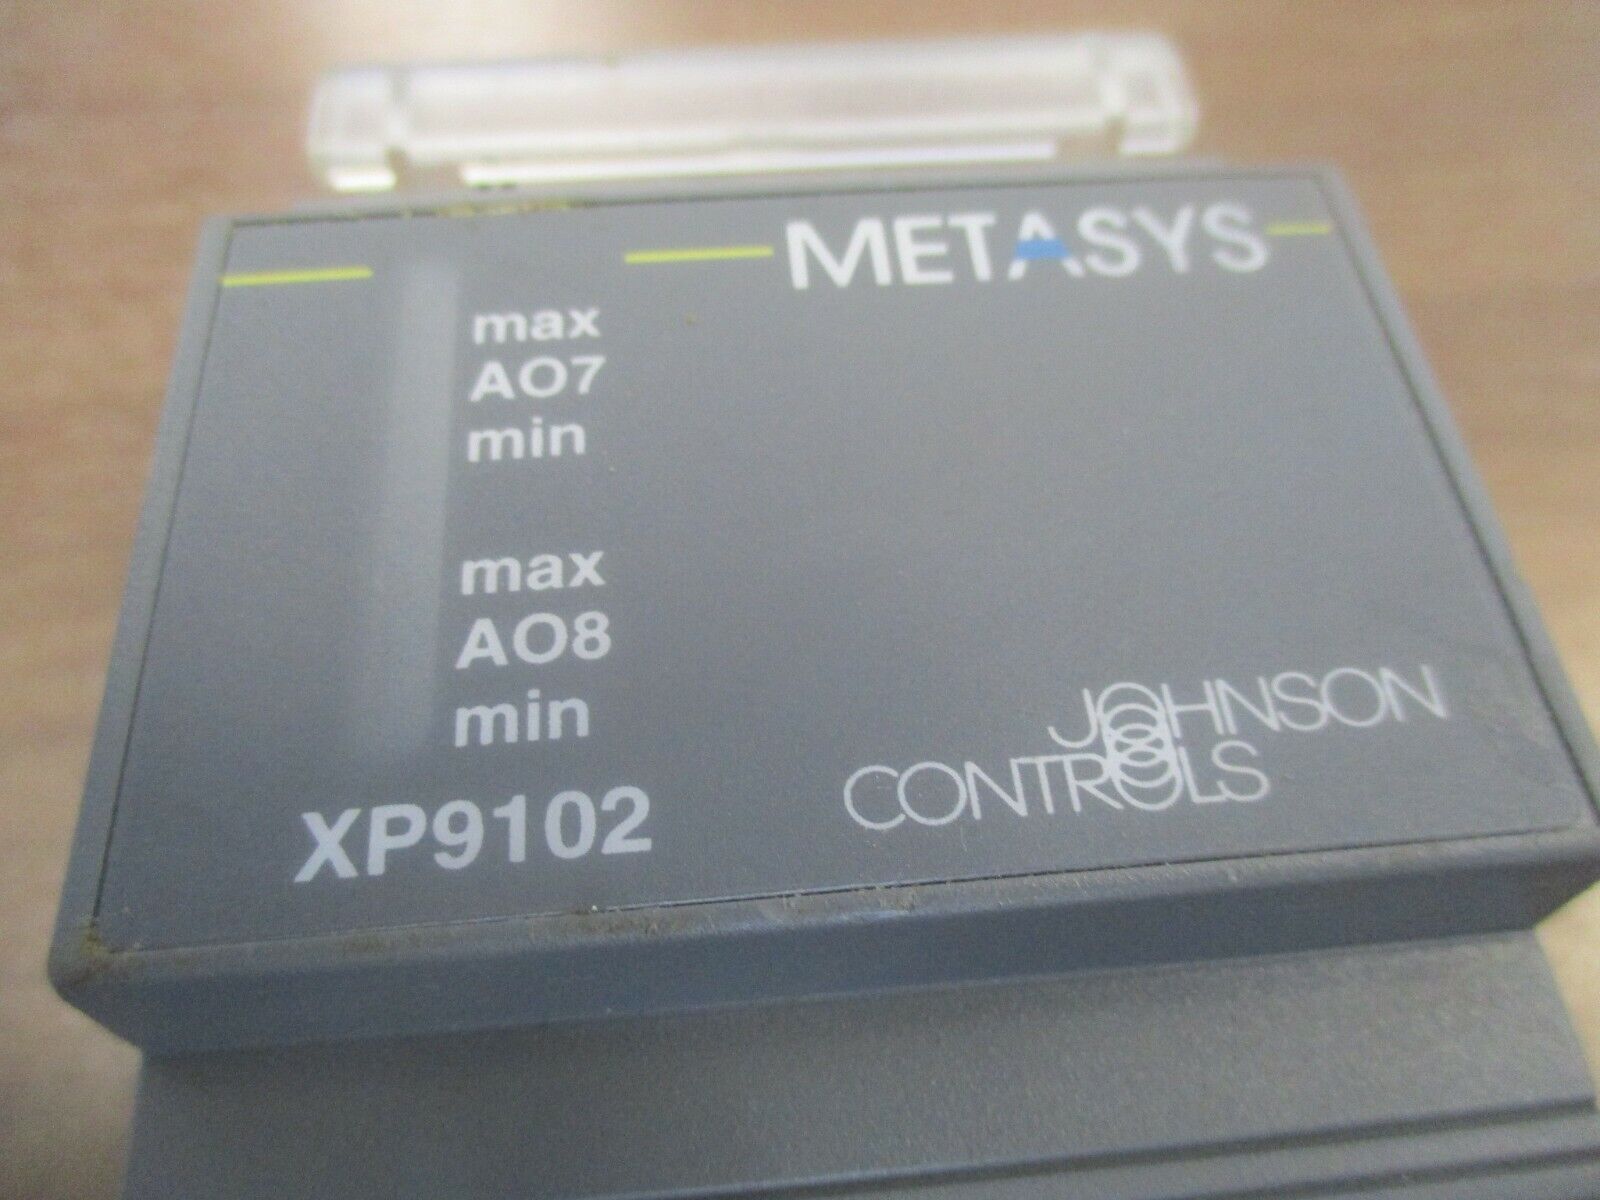 METASYS
max
AO7
min
max
AO8
min
XP9102
JOHNSON
CONTROLS